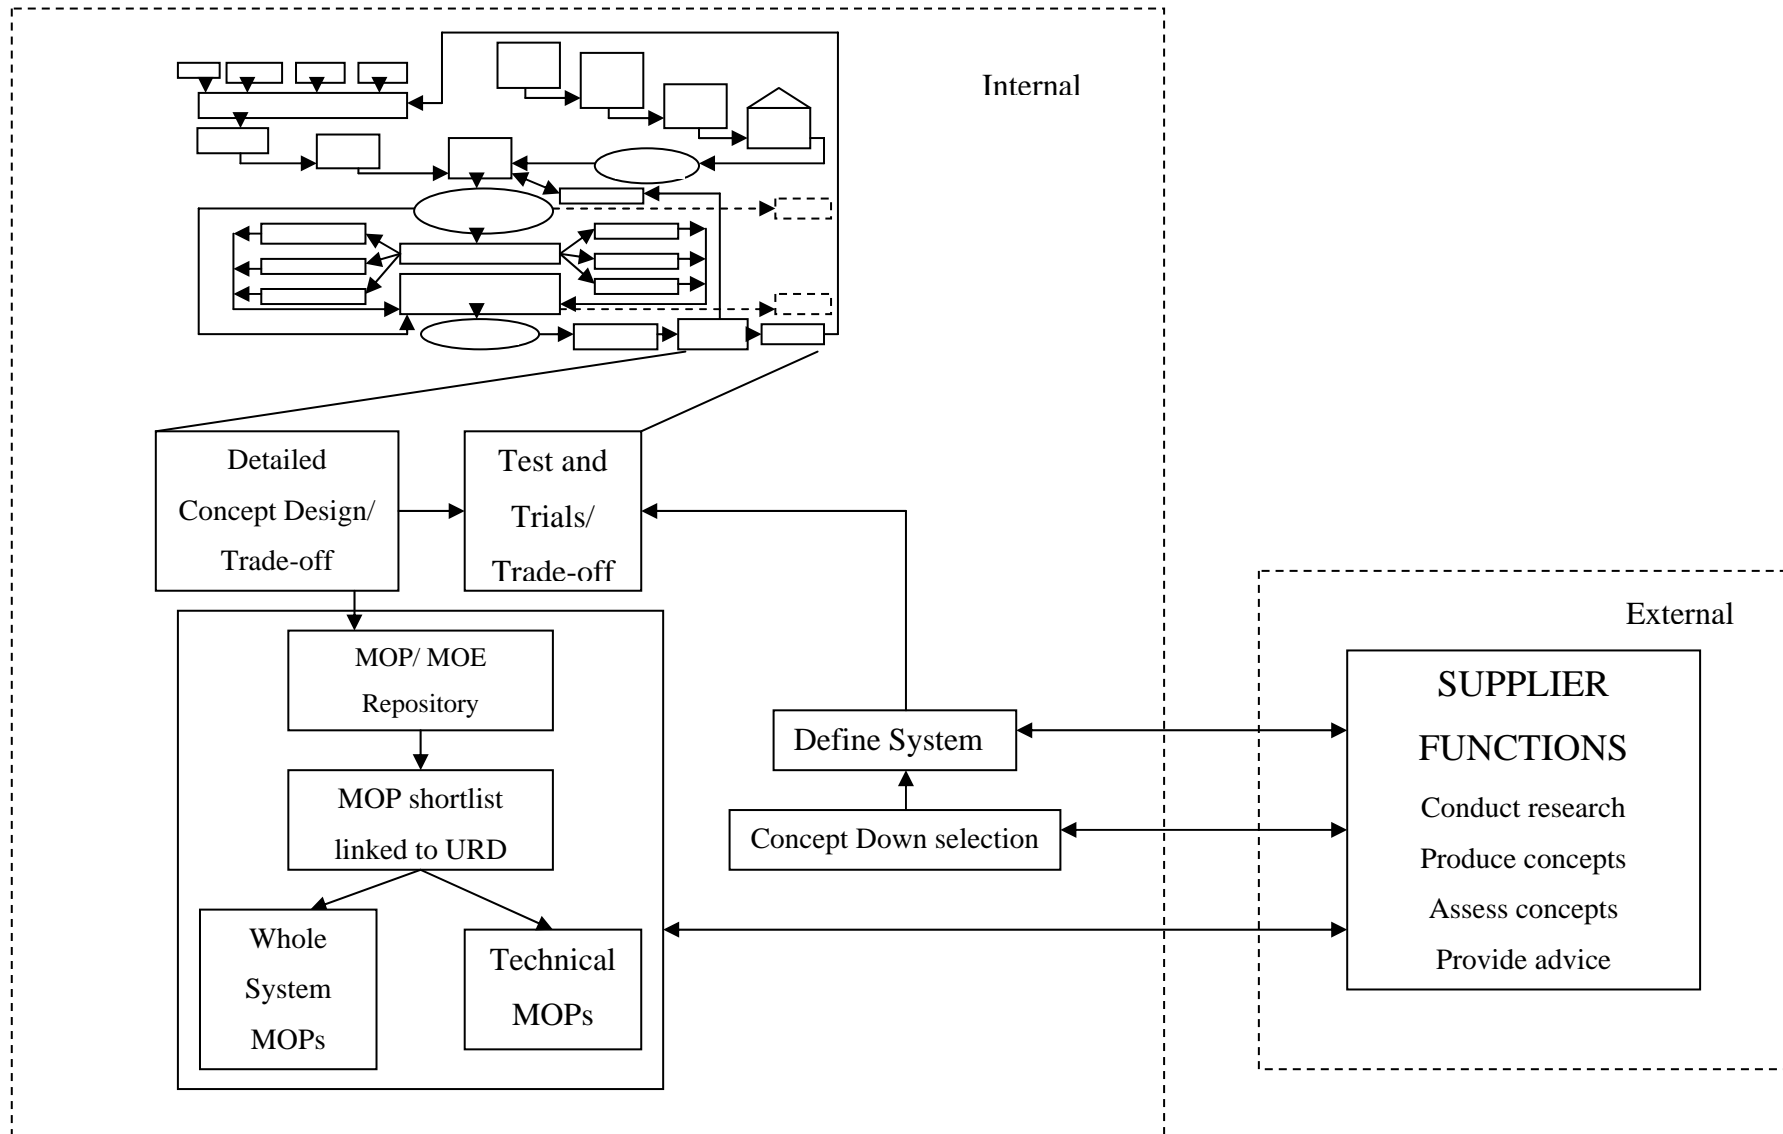 Internal
Detailed
Concept Design/
Trade-off
Test and
Trials/
Trade-off
MOP/ MOE
Repository
MOP shortlist
linked to URD
Whole
System
MOPs
Technical
MOPs
Define System
Concept Down selection
External
SUPPLIER
FUNCTIONS
Conduct research
Produce concepts
Assess concepts
Provide advice